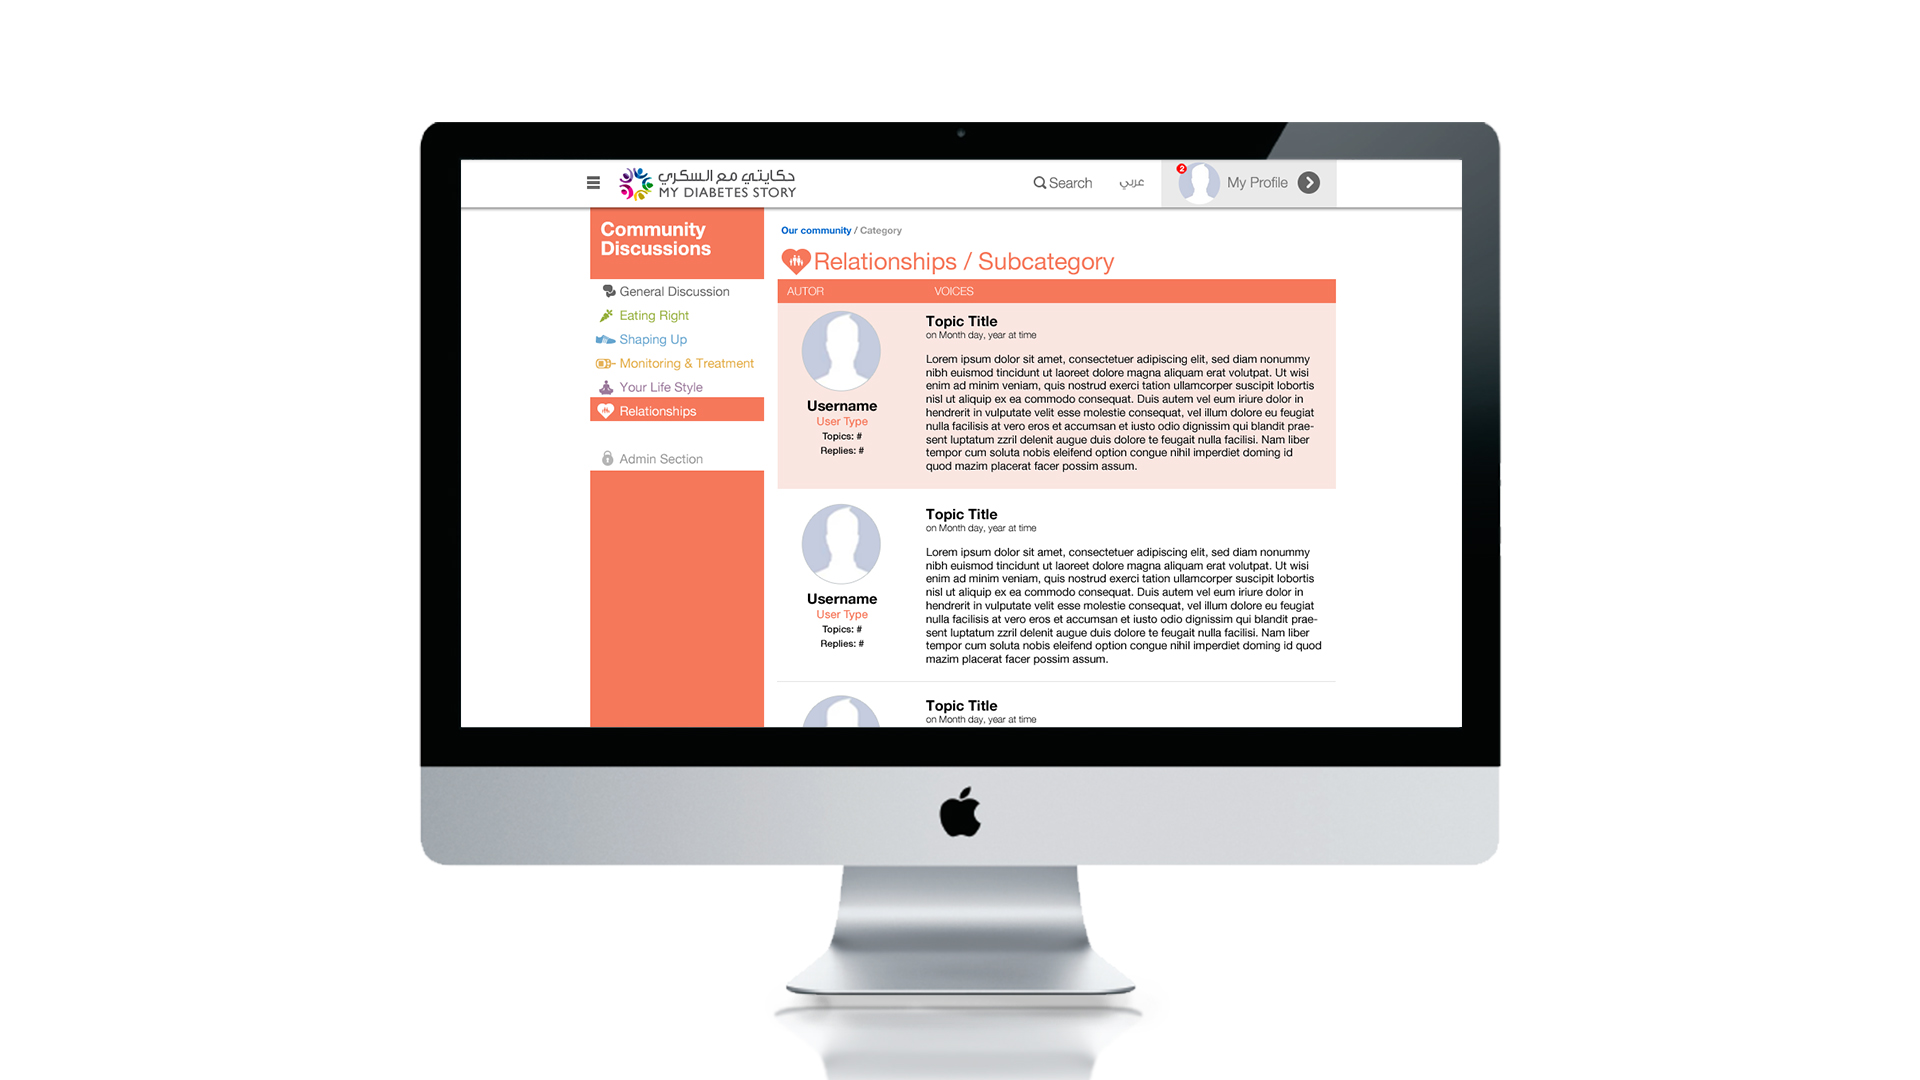 حكايتي مع السكري
MY DIABETES STORY
Search
عربي
2
My Profile
Community
Discussions
General Discussion
Eating Right
Shaping Up
Monitoring & Treatment
Your Life Style
Relationships
Admin Section
Our community / Category
Relationships / Subcategory
AUTOR VOICES
Username
User Type
Topics: #
Replies: #
Topic Title
on Month day, year at time
Lorem ipsum dolor sit amet, consectetuer adipiscing elit, sed diam nonummy
nibh euismod tincidunt ut laoreet dolore magna aliquam erat volutpat. Ut wisi
enim ad minim veniam, quis nostrud exerci tation ullamcorper suscipit lobortis
nisl ut aliquip ex ea commodo consequat. Duis autem vel eum iriure dolor in
hendrerit in vulputate velit esse molestie consequat, vel illum dolore eu feugiat
nulla facilisis at vero eros et accumsan et iusto odio dignissim qui blandit prae-
sent luptatum zzril delenit augue duis dolore te feugait nulla facilisi. Nam liber
tempor cum soluta nobis eleifend option congue nihil imperdiet doming id
quod mazim placerat facer possim assum.
Username
User Type
Topics: #
Replies: #
Topic Title
on Month day, year at time
Lorem ipsum dolor sit amet, consectetuer adipiscing elit, sed diam nonummy
nibh euismod tincidunt ut laoreet dolore magna aliquam erat volutpat. Ut wisi
enim ad minim veniam, quis nostrud exerci tation ullamcorper suscipit lobortis
nisl ut aliquip ex ea commodo consequat. Duis autem vel eum iriure dolor in
hendrerit in vulputate velit esse molestie consequat, vel illum dolore eu feugiat
nulla facilisis at vero eros et accumsan et iusto odio dignissim qui blandit prae-
sent luptatum zzril delenit augue duis dolore te feugait nulla facilisi. Nam liber
tempor cum soluta nobis eleifend option congue nihil imperdiet doming id quod
mazim placerat facer possim assum.
Topic Title
on Month day, year at time